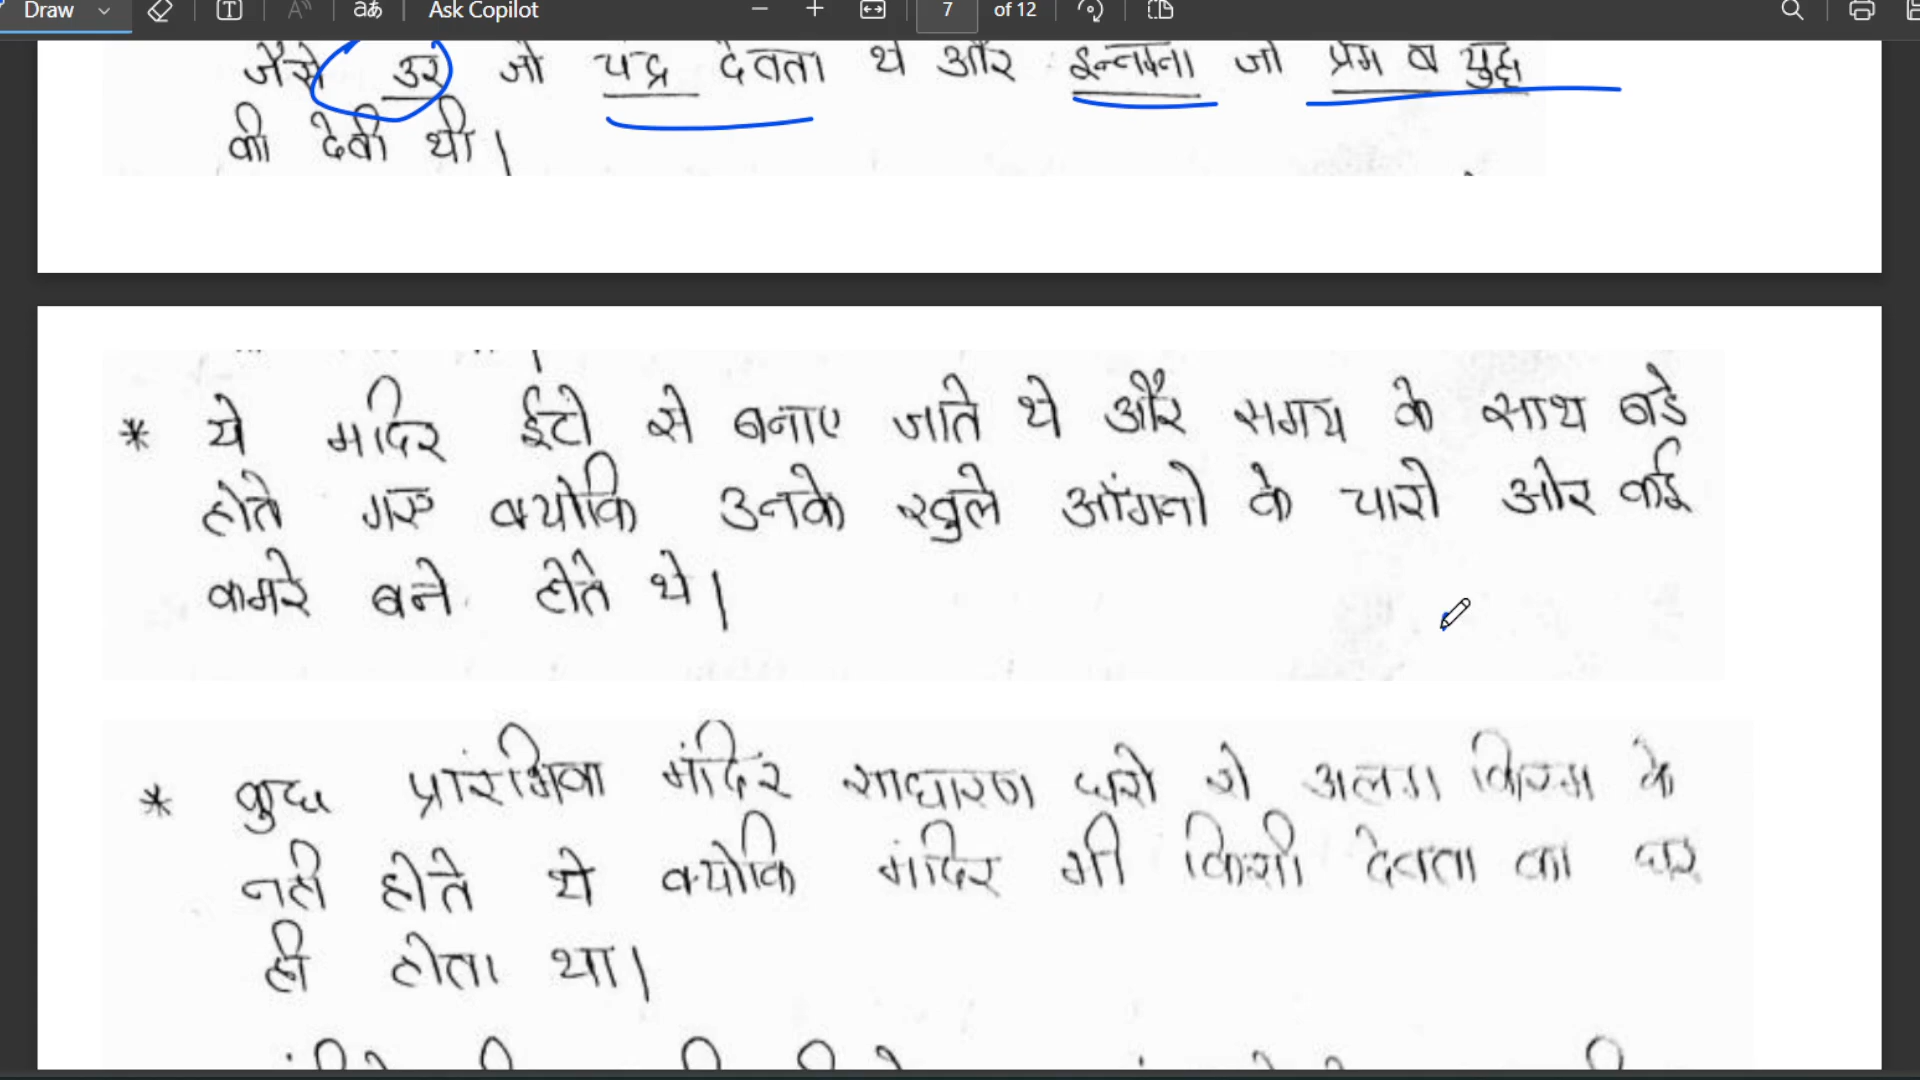 Draw Ask Copilot 7 of 12
जैसे उर जो चंद्र देवता थे और इन्नाना जो प्रेम व युद्ध
की देवी थी।
* ये मंदिर ईटो से बनाए जाते थे और समय के साथ बडे
होते गए क्योकि उनके खुले आँगनो के चारो ओर कई
कमरे बने होते थे।
* कुछ प्रारंभिक मंदिर साधारण घरो से अलग किस्म के
नही होते थे क्योकि मंदिर भी किसी देवता का घर
ही होता था।